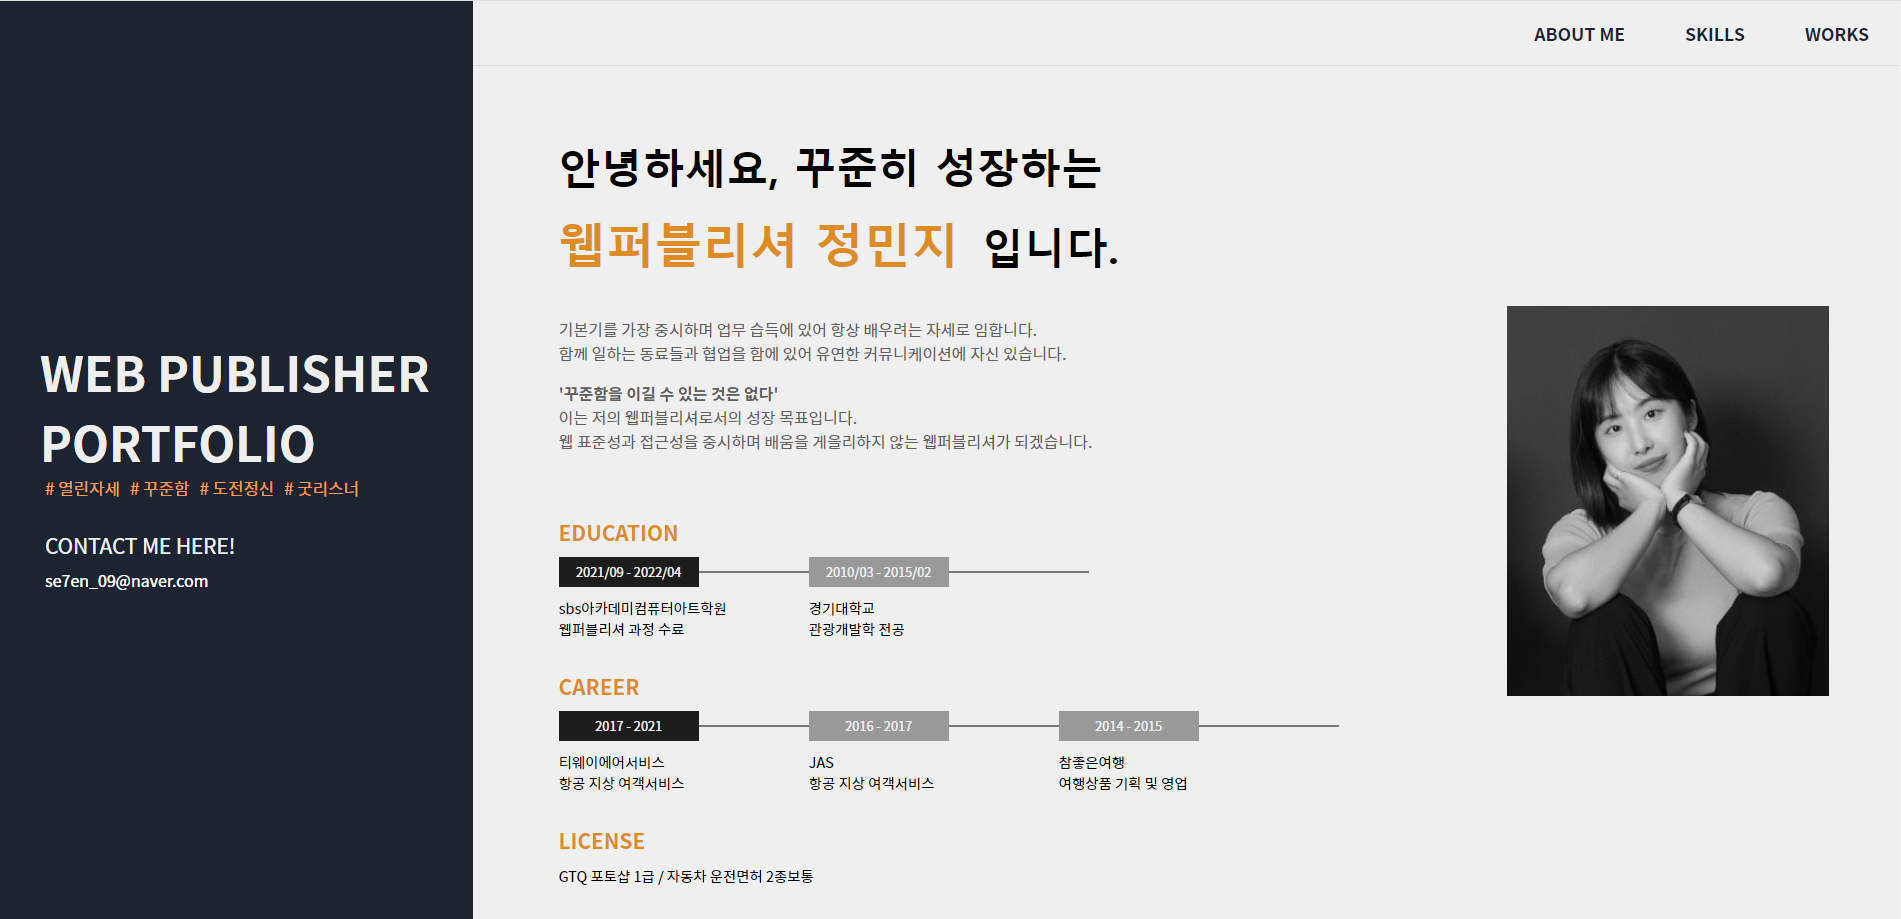 ABOUT ME
SKILLS
WORKS
WEB PUBLISHER
PORTFOLIO
# 열린자세 # 꾸준함 # 도전정신 # 굿리스너
CONTACT ME HERE!
se7en_09@naver.com
안녕하세요, 꾸준히 성장하는
웹퍼블리셔 정민지 입니다.
기본기를 가장 중시하며 업무 습득에 있어 항상 배우려는 자세로 임합니다.
함께 일하는 동료들과 협업을 함에 있어 유연한 커뮤니케이션에 자신 있습니다.
'꾸준함을 이길 수 있는 것은 없다'
이는 저의 웹퍼블리셔로서의 성장 목표입니다.
웹 표준성과 접근성을 중시하며 배움을 게을리하지 않는 웹퍼블리셔가 되겠습니다.
EDUCATION
2021/09 - 2022/04
sbs아카데미컴퓨터아트학원
웹퍼블리셔 과정 수료
2010/03 - 2015/02
경기대학교
관광개발학 전공
CAREER
2017 - 2021
티웨이에어서비스
항공 지상 여객서비스
2016 - 2017
JAS
항공 지상 여객서비스
2014 - 2015
참좋은여행
여행상품 기획 및 영업
LICENSE
GTQ 포토샵 1급 / 자동차 운전면허 2종보통